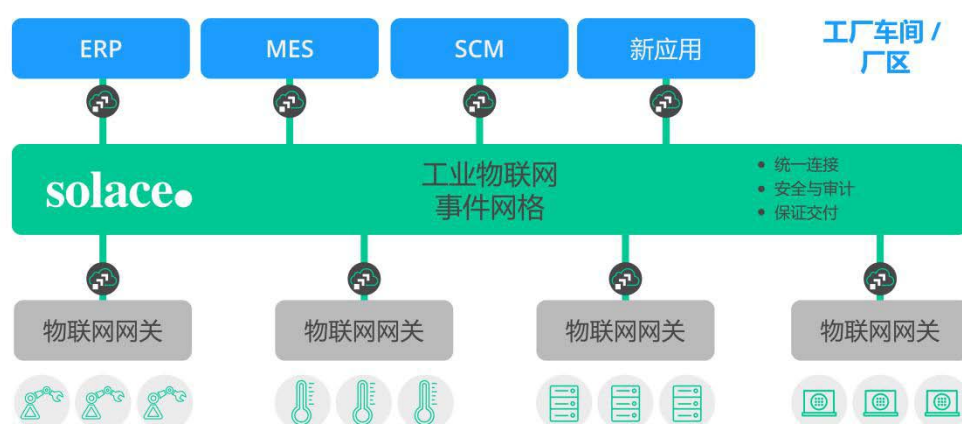 ERP
MES
SCM
新应用
工厂车间 /
厂区
solace
工业物联网
事件网格
• 统一连接
• 安全与审计
• 保证交付
物联网网关
物联网网关
物联网网关
物联网网关